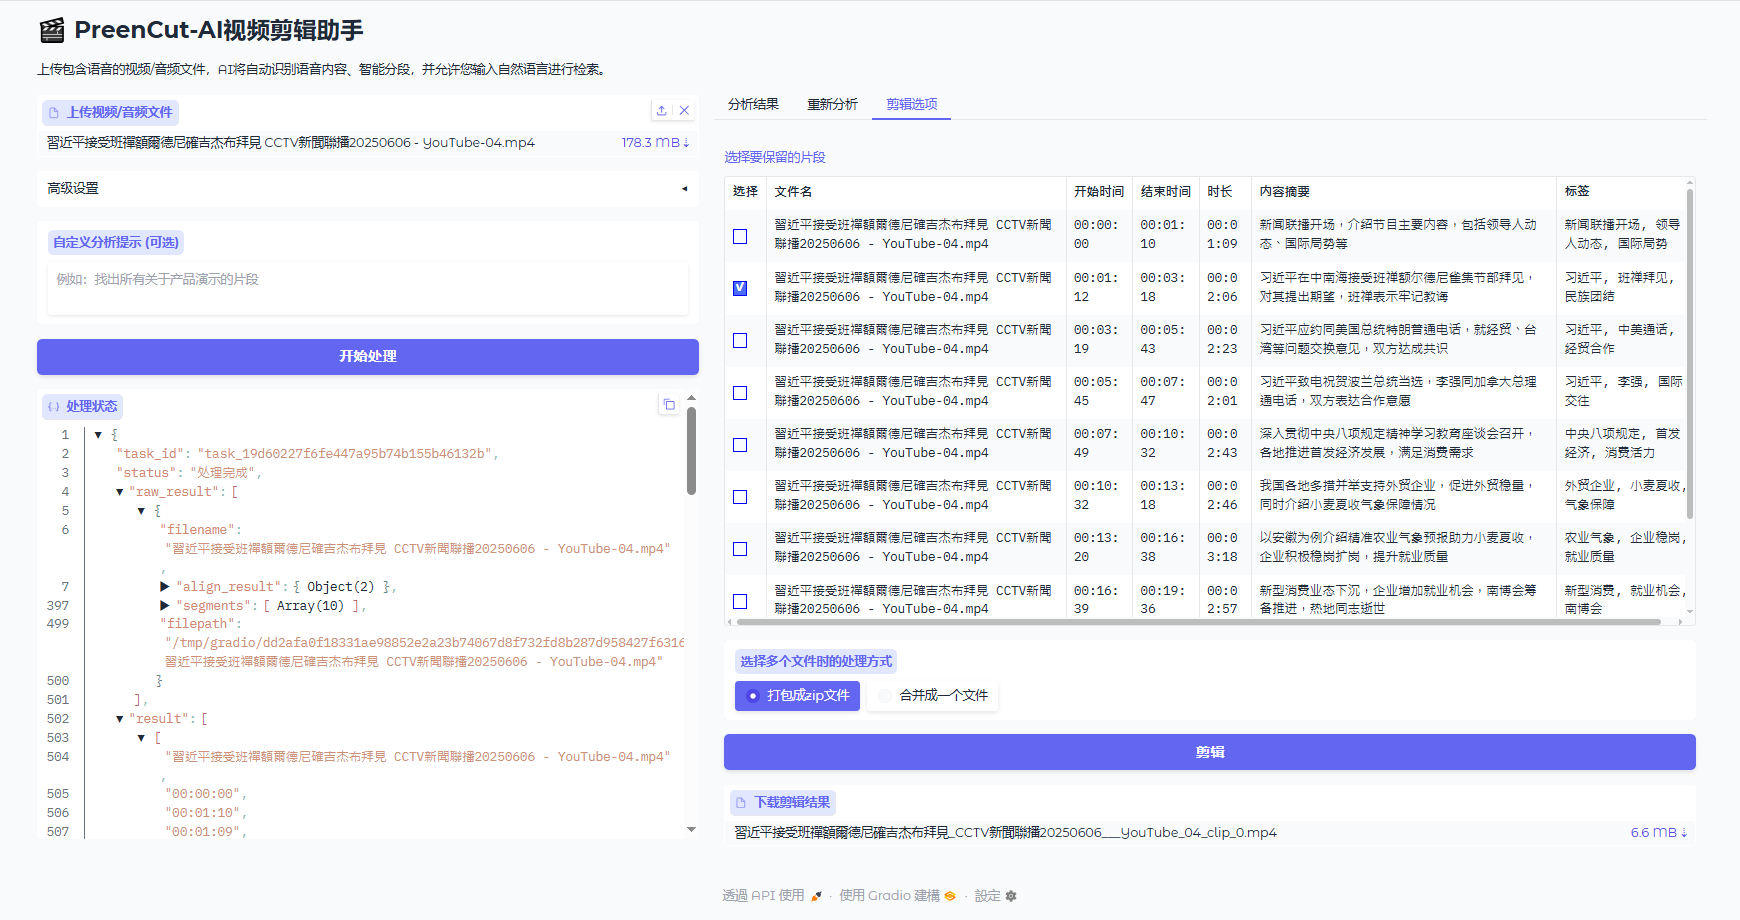 PreenCut-AI视频剪辑助手
上传包含语音的视频/音频文件，AI将自动识别语音内容、智能分段，并允许您输入自然语言进行检索。
上传视频/音频文件
習近平接受班禪額爾德尼確吉杰布拜見 CCTV新聞聯播20250606 - YouTube-04.mp4 178.3 MB↓
高级设置
自定义分析提示 (可选)
例如：找出所有关于产品演示的片段
开始处理
处理状态
1 {
2 "task_id": "task_19d60227f6fe447a95b74b155b46132b",
3 "status": "处理完成",
4 "raw_result": [
5 {
6 "filename":
"習近平接受班禪額爾德尼確吉杰布拜見 CCTV新聞聯播20250606 - YouTube-04.mp4"
,
7 "align_result": { Object(2) },
397 "segments": [ Array(10) ],
499 "filepath":
"/tmp/gradio/dd2afa0f18331ae98852e2a23b74067d8f732fd8b287d958427f6316
習近平接受班禪額爾德尼確吉杰布拜見 CCTV新聞聯播20250606 - YouTube-04.mp4"
500 }
501 ],
502 "result": [
503 [
504 "習近平接受班禪額爾德尼確吉杰布拜見 CCTV新聞聯播20250606 - YouTube-04.mp4"
,
505 "00:00:00",
506 "00:01:10",
507 "00:01:09",
分析结果 重新分析 剪辑选项
选择要保留的片段
选择 文件名 开始时间 结束时间 时长 内容摘要 标签
習近平接受班禪額爾德尼確吉杰布拜見 CCTV新聞 00:00: 00:01: 00:0 新闻联播开场，介绍节目主要内容，包括领导人动 新闻联播开场, 领导
聯播20250606 - YouTube-04.mp4 00 10 1:09 态、国际局势等 人动态, 国际局势
習近平接受班禪額爾德尼確吉杰布拜見 CCTV新聞 00:01: 00:03: 00:0 习近平在中南海接受班禅额尔德尼雀集节部拜见， 习近平, 班禅拜见,
聯播20250606 - YouTube-04.mp4 12 18 2:06 对其提出期望，班禅表示牢记教诲 民族团结
習近平接受班禪額爾德尼確吉杰布拜見 CCTV新聞 00:03: 00:05: 00:0 习近平应约同美国总统特朗普通电话，就经贸、台 习近平, 中美通话,
聯播20250606 - YouTube-04.mp4 19 43 2:23 湾等问题交换意见，双方达成共识 经贸合作
習近平接受班禪額爾德尼確吉杰布拜見 CCTV新聞 00:05: 00:07: 00:0 习近平致电祝贺波兰总统当选，李强同加拿大总理 习近平, 李强, 国际
聯播20250606 - YouTube-04.mp4 45 47 2:01 通电话，双方表达合作意愿 交往
習近平接受班禪額爾德尼確吉杰布拜見 CCTV新聞 00:07: 00:10: 00:0 深入贯彻中央八项规定精神学习教育座谈会召开， 中央八项规定, 首发
聯播20250606 - YouTube-04.mp4 49 32 2:43 各地推进首发经济发展，满足消费需求 经济, 消费活力
習近平接受班禪額爾德尼確吉杰布拜見 CCTV新聞 00:10: 00:13: 00:0 我国各地多措并举支持外贸企业，促进外贸稳量， 外贸企业, 小麦夏收,
聯播20250606 - YouTube-04.mp4 32 18 2:46 同时介绍小麦夏收气象保障情况 气象保障
習近平接受班禪額爾德尼確吉杰布拜見 CCTV新聞 00:13: 00:16: 00:0 以安徽为例介绍精准农业气象预报助力小麦夏收， 农业气象, 企业稳岗,
聯播20250606 - YouTube-04.mp4 20 38 3:18 企业积极稳岗扩岗，提升就业质量 就业质量
習近平接受班禪額爾德尼確吉杰布拜見 CCTV新聞 00:16: 00:19: 00:0 新型消费业态下沉，企业增加就业机会，南博会筹 新型消费, 就业机会,
聯播20250606 - YouTube-04.mp4 39 36 2:57 备推进，热地同志逝世 南博会
选择多个文件时的处理方式
打包成zip文件 合并成一个文件
剪辑
下载剪辑结果
習近平接受班禪額爾德尼確吉杰布拜見_CCTV新聞聯播20250606___YouTube_04_clip_0.mp4 6.6 MB↓
透過 API 使用 · 使用 Gradio 建構 · 設定